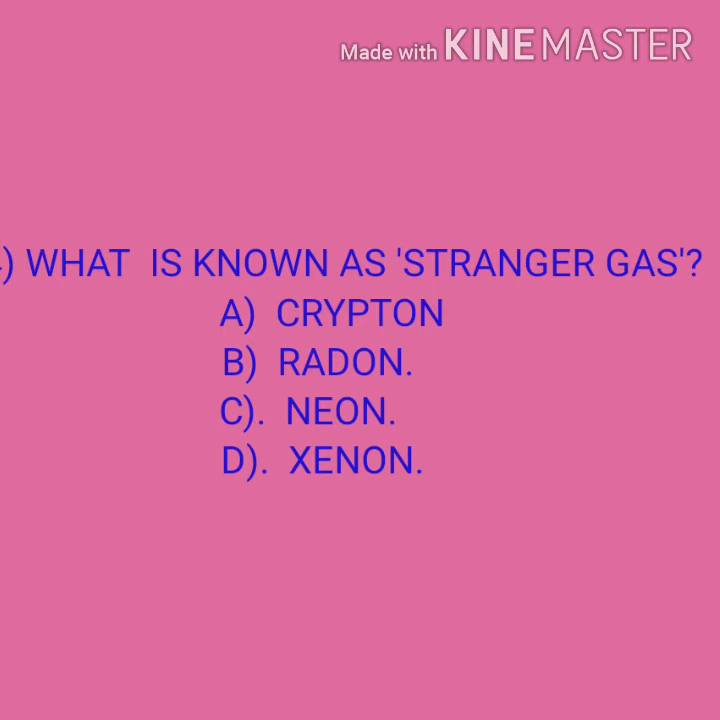 Made with KINEMASTER
) WHAT IS KNOWN AS 'STRANGER GAS'?
A) CRYPTON
B) RADON.
C). NEON.
D). XENON.